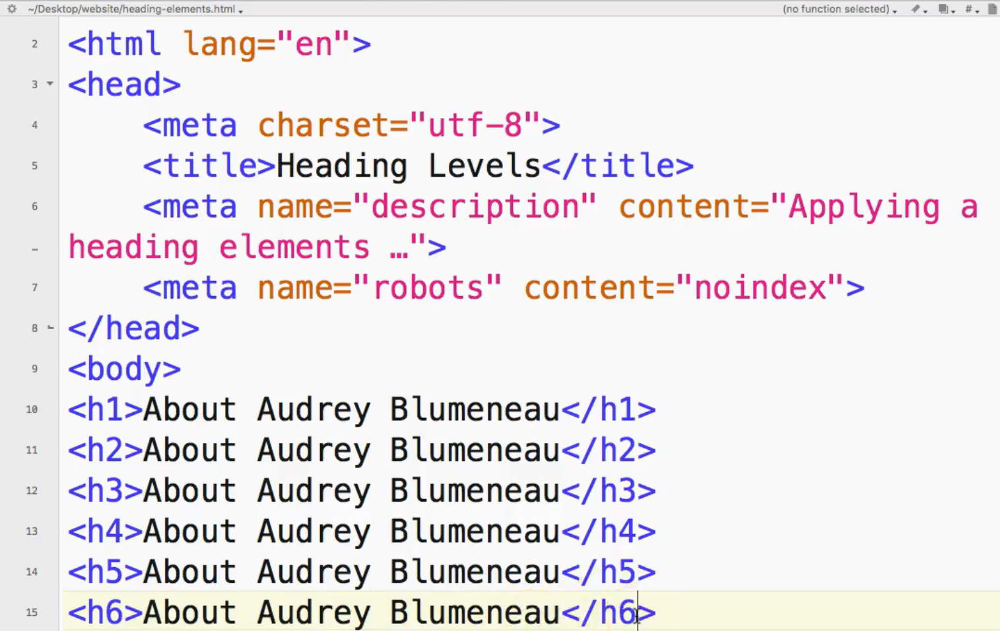 ~/Desktop/website/heading-elements.html
(no function selected)
#
2 <html lang="en">
3 <head>
4 <meta charset="utf-8">
5 <title>Heading Levels</title>
6 <meta name="description" content="Applying a
… heading elements …">
7 <meta name="robots" content="noindex">
8 </head>
9 <body>
10 <h1>About Audrey Blumeneau</h1>
11 <h2>About Audrey Blumeneau</h2>
12 <h3>About Audrey Blumeneau</h3>
13 <h4>About Audrey Blumeneau</h4>
14 <h5>About Audrey Blumeneau</h5>
15 <h6>About Audrey Blumeneau</h6>